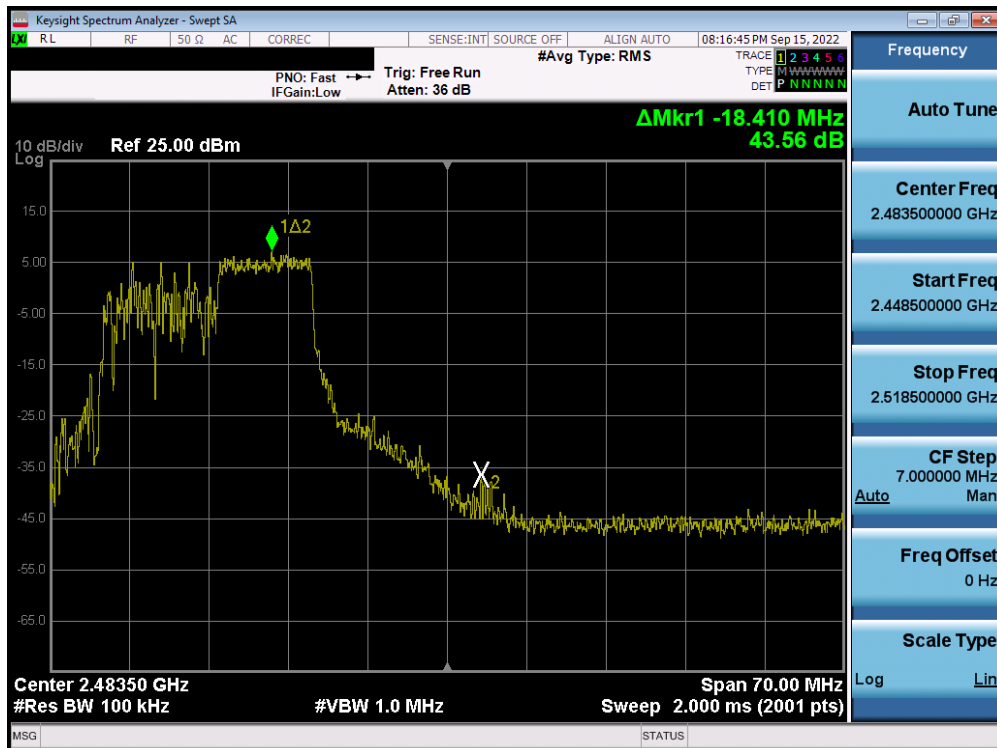 Keysight Spectrum Analyzer - Swept SA
LXI RL RF 50 Ω AC CORREC SENSE:INT SOURCE OFF ALIGN AUTO 08:16:45 PM Sep 15, 2022
#Avg Type: RMS
TRACE 1 2 3 4 5 6
PNO: Fast Trig: Free Run
TYPE M WWWWW
IFGain:Low Atten: 36 dB
DET P N N N N N
ΔMkr1 -18.410 MHz
43.56 dB
10 dB/div Ref 25.00 dBm
Log
15.0
5.00
-5.00
-15.0
-25.0
-35.0
-45.0
-55.0
-65.0
1Δ2
X2
Center 2.48350 GHz Span 70.00 MHz
#Res BW 100 kHz #VBW 1.0 MHz Sweep 2.000 ms (2001 pts)
MSG STATUS
Frequency
Auto Tune
Center Freq
2.483500000 GHz
Start Freq
2.448500000 GHz
Stop Freq
2.518500000 GHz
CF Step
7.000000 MHz
Auto Man
Freq Offset
0 Hz
Scale Type
Log Lin